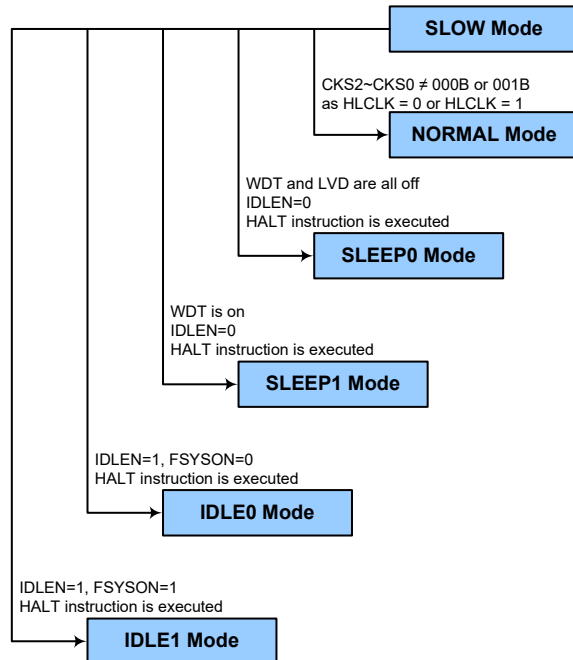 SLOW Mode
CKS2~CKS0 ≠ 000B or 001B
as HLCLK = 0 or HLCLK = 1
NORMAL Mode
WDT and LVD are all off
IDLEN=0
HALT instruction is executed
SLEEP0 Mode
WDT is on
IDLEN=0
HALT instruction is executed
SLEEP1 Mode
IDLEN=1, FSYSON=0
HALT instruction is executed
IDLE0 Mode
IDLEN=1, FSYSON=1
HALT instruction is executed
IDLE1 Mode